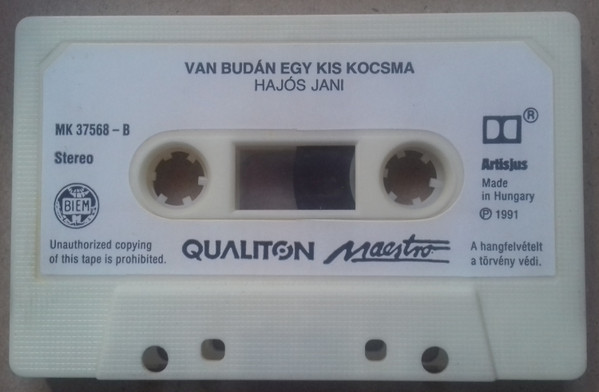 VAN BUDÁN EGY KIS KOCSMA
HAJÓS JANI
MK 37568 – B
Stereo
BIEM
Unauthorized copying
of this tape is prohibited.
QUALITON Maestro
®
Artisjus
Made
in Hungary
℗ 1991
A hangfelvételt
a törvény védi.